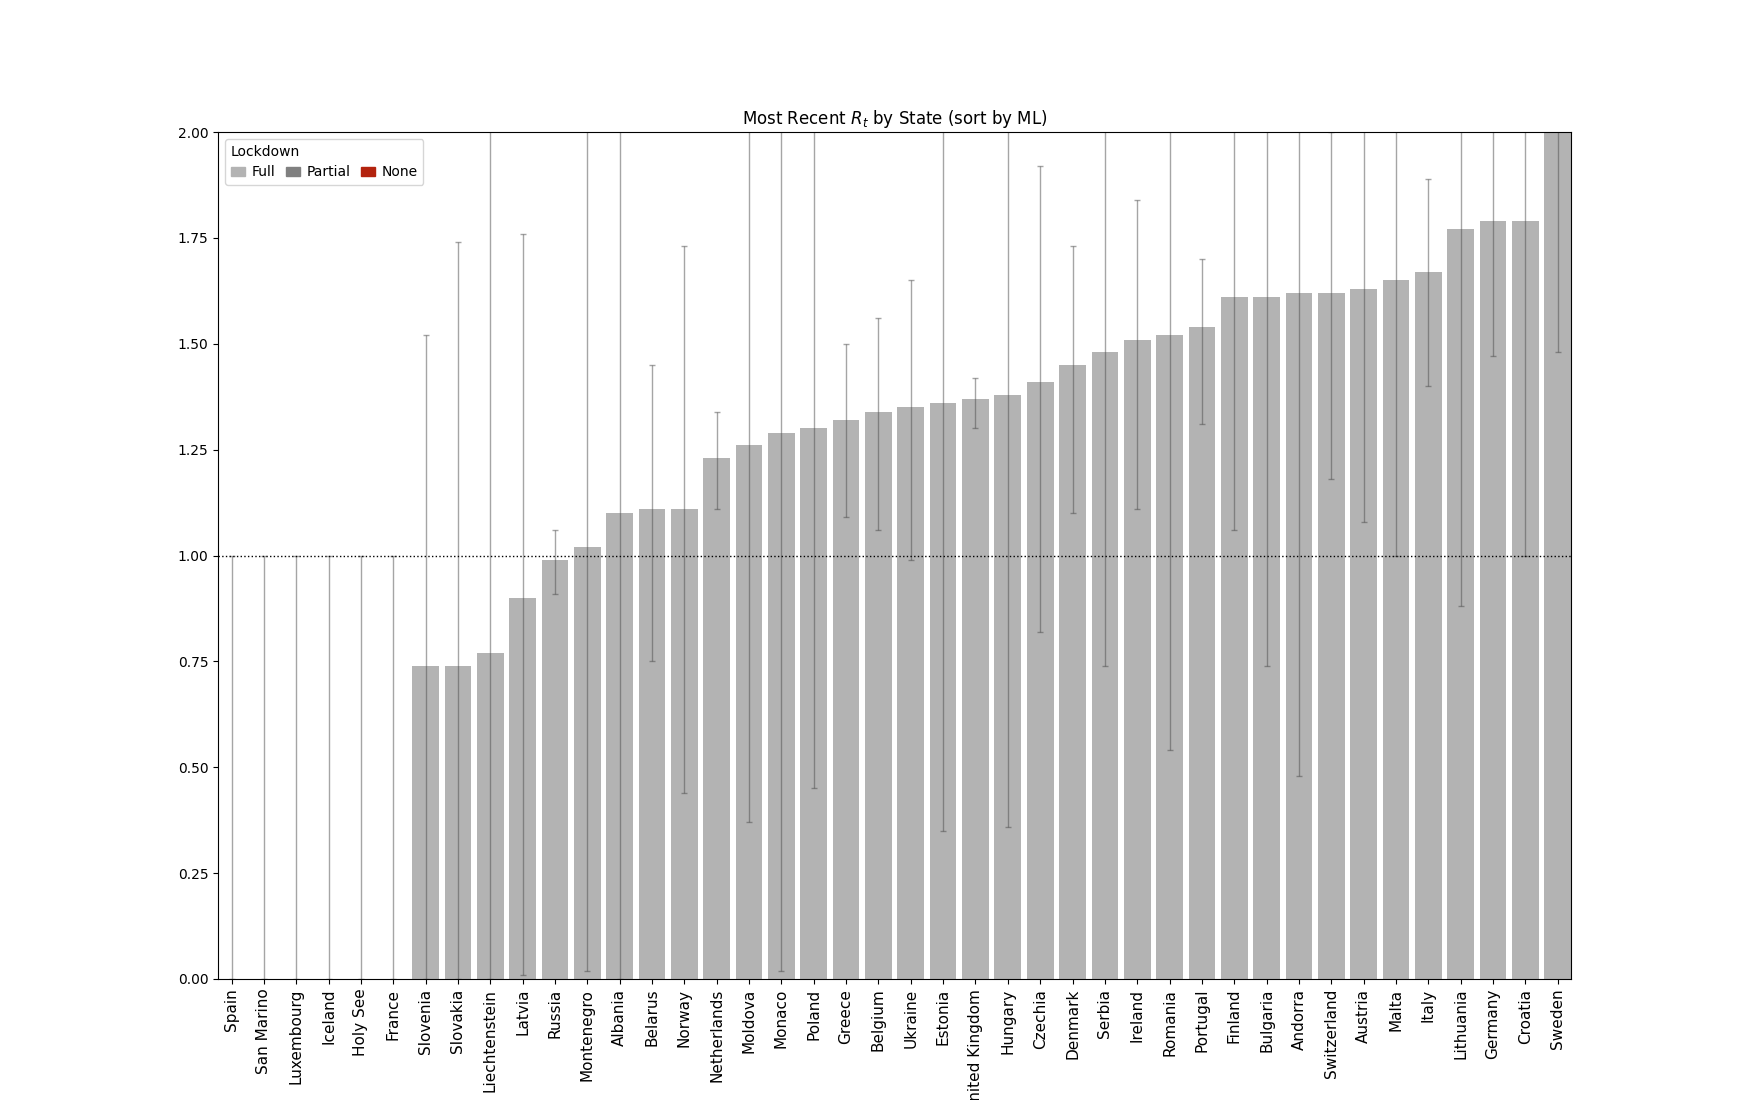 Most Recent Rt by State (sort by ML)
Lockdown
Full Partial None
2.00
1.75
1.50
1.25
1.00
0.75
0.50
0.25
0.00
Spain
San Marino
Luxembourg
Iceland
Holy See
France
Slovenia
Slovakia
Liechtenstein
Latvia
Russia
Montenegro
Albania
Belarus
Norway
Netherlands
Moldova
Monaco
Poland
Greece
Belgium
Ukraine
Estonia
nited Kingdom
Hungary
Czechia
Denmark
Serbia
Ireland
Romania
Portugal
Finland
Bulgaria
Andorra
Switzerland
Austria
Malta
Italy
Lithuania
Germany
Croatia
Sweden